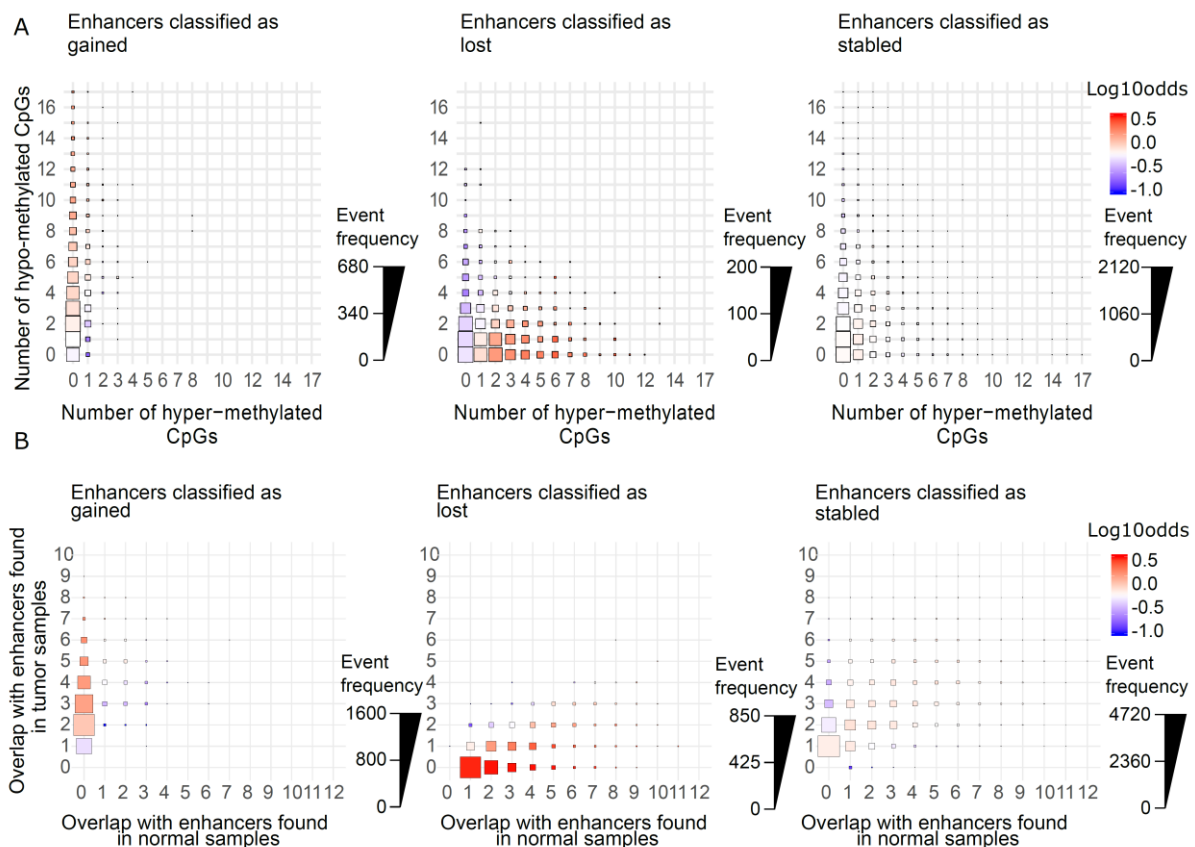 A
Enhancers classified as
gained
Enhancers classified as
lost
Enhancers classified as
stabled
Number of hypo-methylated CpGs
16
14
12
10
8
6
4
2
0
0 1 2 3 4 5 6 7 8 10 12 14 17
Number of hyper-methylated
CpGs
Event
frequency
680
340
0
16
14
12
10
8
6
4
2
0
0 1 2 3 4 5 6 7 8 10 12 14 17
Number of hyper-methylated
CpGs
Event
frequency
200
100
0
16
14
12
10
8
6
4
2
0
0 1 2 3 4 5 6 7 8 10 12 14 17
Number of hyper-methylated
CpGs
Log10odds
0.5
0.0
-0.5
-1.0
Event
frequency
2120
1060
0
B
Enhancers classified as
gained
Enhancers classified as
lost
Enhancers classified as
stabled
Overlap with enhancers found
in tumor samples
10
9
8
7
6
5
4
3
2
1
0
0 1 2 3 4 5 6 7 8 9 10 11 12
Overlap with enhancers found
in normal samples
Event
frequency
1600
800
0
10
9
8
7
6
5
4
3
2
1
0
0 1 2 3 4 5 6 7 8 9 10 11 12
Overlap with enhancers found
in normal samples
Event
frequency
850
425
0
10
9
8
7
6
5
4
3
2
1
0
0 1 2 3 4 5 6 7 8 9 10 11 12
Overlap with enhancers found
in normal samples
Log10odds
0.5
0.0
-0.5
-1.0
Event
frequency
4720
2360
0